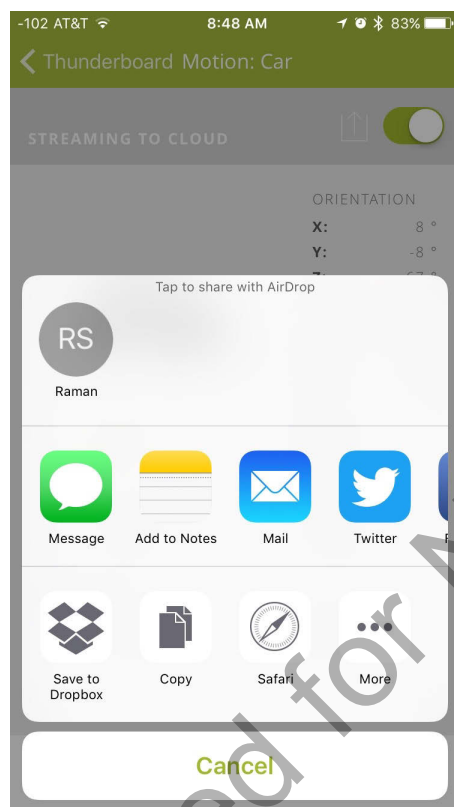 -102 AT&T 8:48 AM 83%
Thunderboard Motion: Car
STREAMING TO CLOUD
ORIENTATION
X: 8 °
Y: -8 °
Tap to share with AirDrop
RS
Raman
Message Add to Notes Mail Twitter
Save to Dropbox Copy Safari More
Cancel